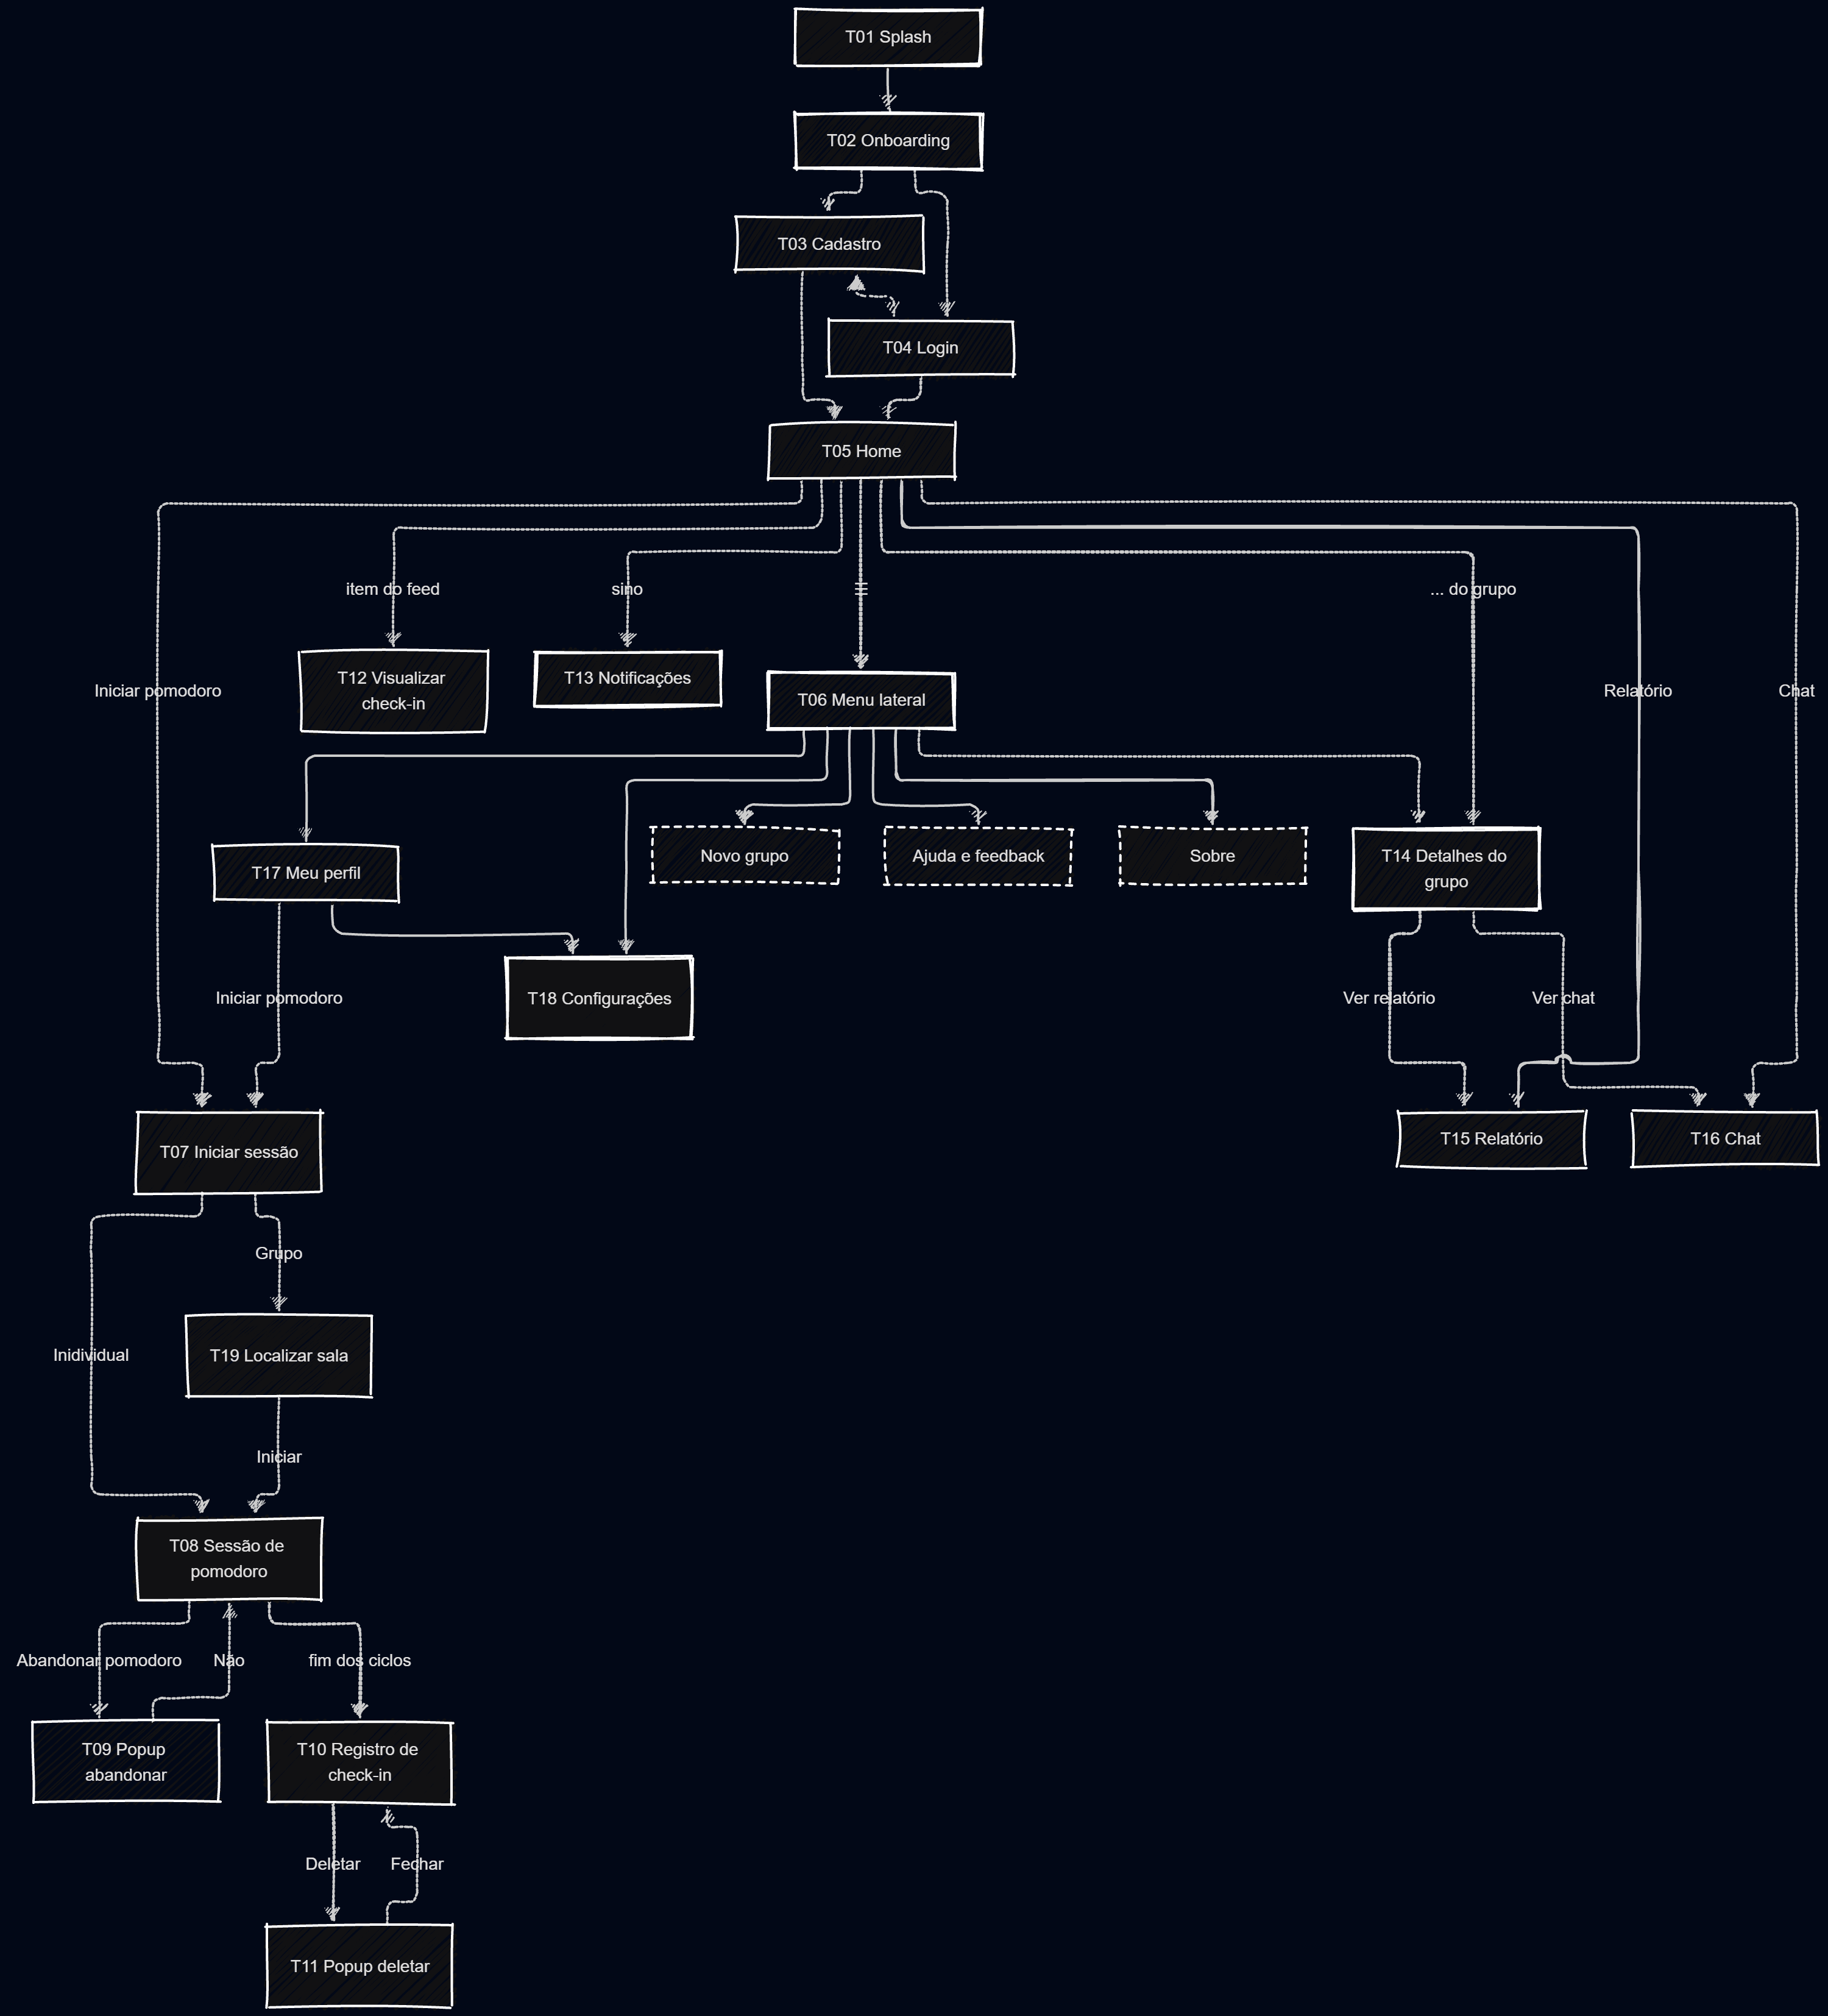 T01 Splash
T02 Onboarding
T03 Cadastro
T04 Login
T05 Home
item do feed
sino
☰
... do grupo
T12 Visualizar
check-in
T13 Notificações
Iniciar pomodoro
T06 Menu lateral
Relatório
Chat
Novo grupo
Ajuda e feedback
Sobre
T14 Detalhes do
grupo
T17 Meu perfil
Iniciar pomodoro
T18 Configurações
Ver relatório
Ver chat
T07 Iniciar sessão
T15 Relatório
T16 Chat
Grupo
Inidividual
T19 Localizar sala
Iniciar
T08 Sessão de
pomodoro
Abandonar pomodoro
Não
fim dos ciclos
T09 Popup
abandonar
T10 Registro de
check-in
Deletar
Fechar
T11 Popup deletar